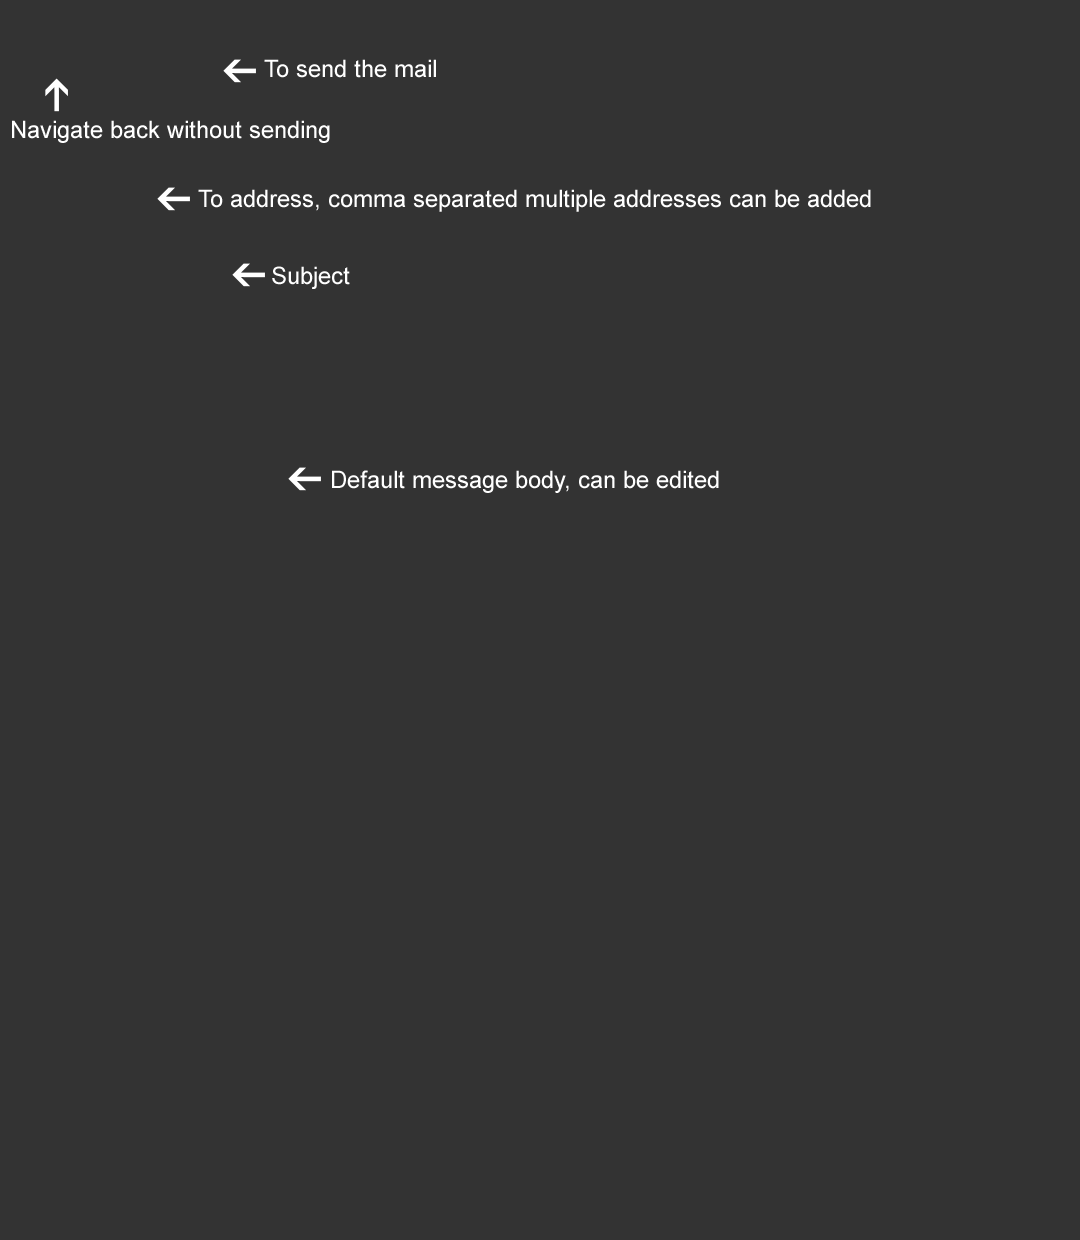 To send the mail
Navigate back without sending
To address, comma separated multiple addresses can be added
Subject
Default message body, can be edited